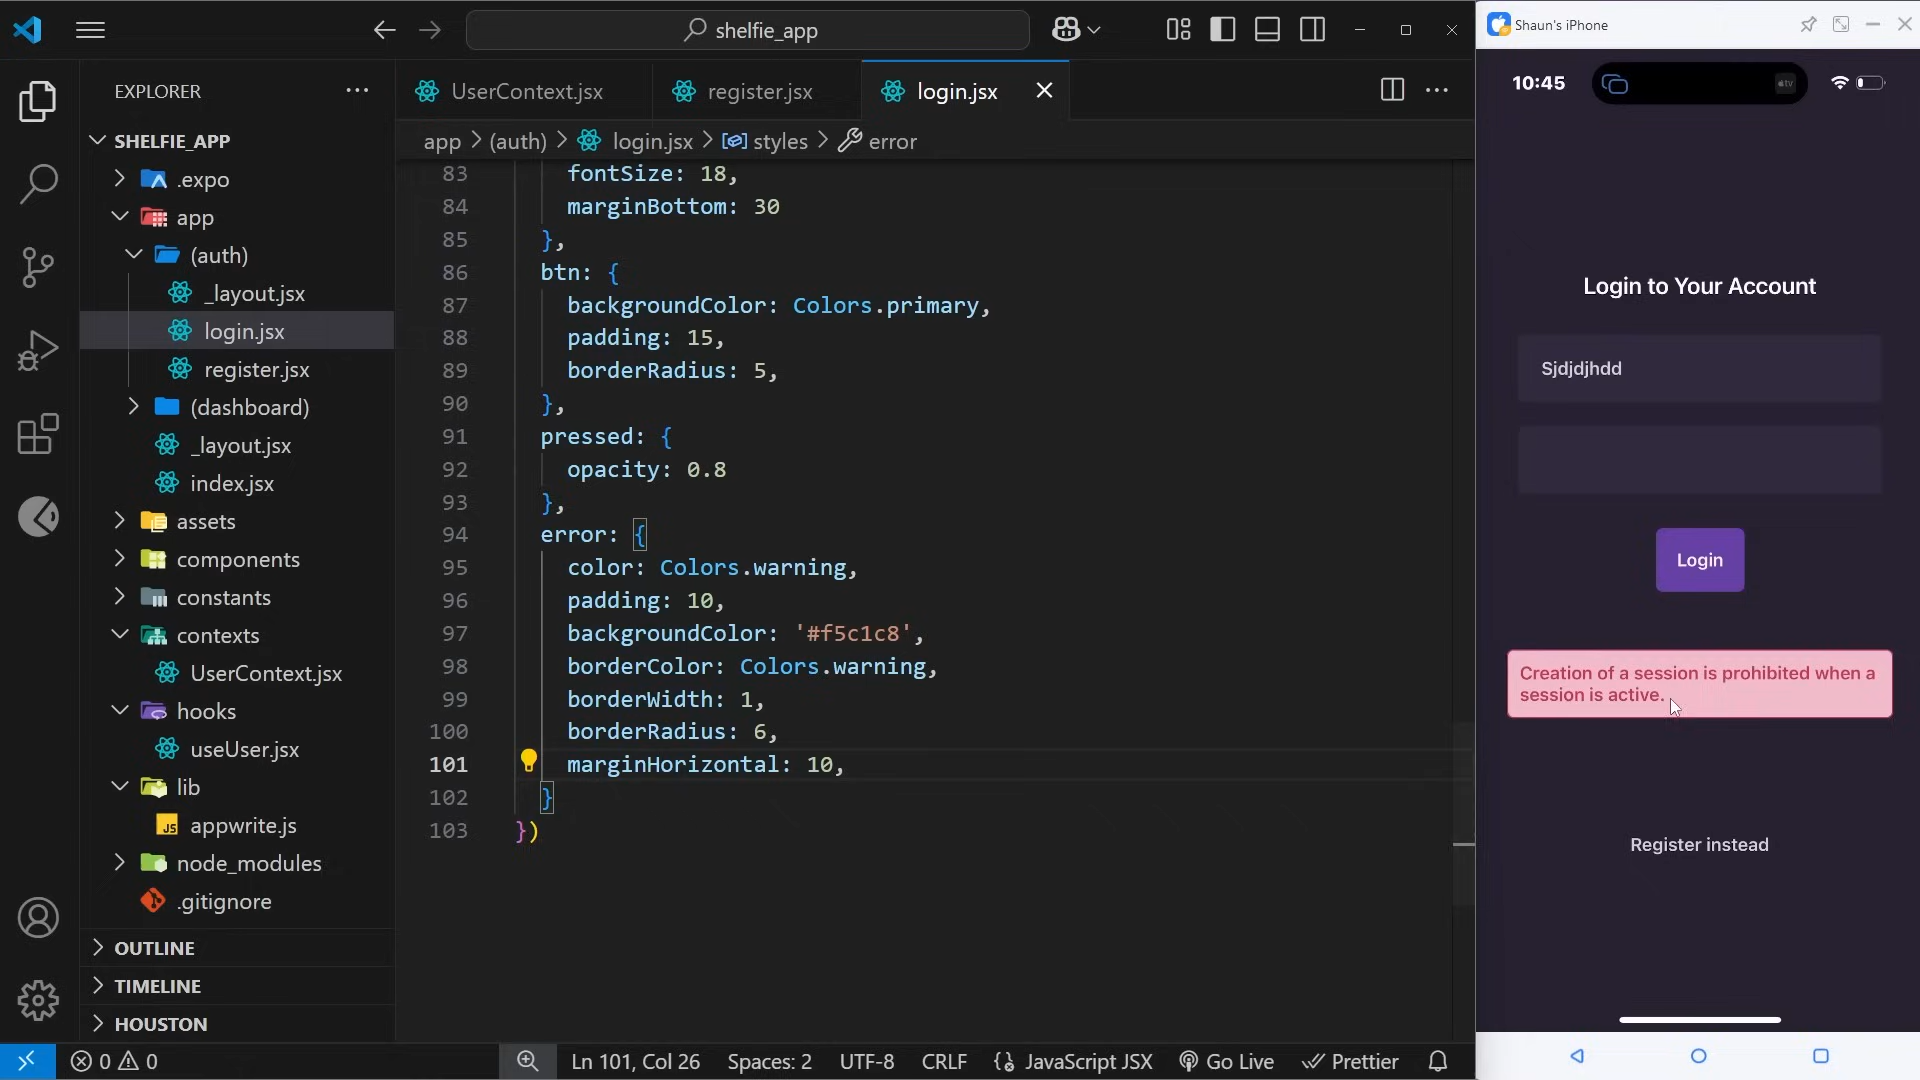 shelfie_app
Shaun's iPhone
EXPLORER
SHELFIE_APP
.expo
app
(auth)
_layout.jsx
login.jsx
register.jsx
(dashboard)
_layout.jsx
index.jsx
assets
components
constants
contexts
UserContext.jsx
hooks
useUser.jsx
lib
appwrite.js
node_modules
.gitignore
OUTLINE
TIMELINE
HOUSTON
UserContext.jsx
register.jsx
login.jsx
app > (auth) > login.jsx > styles > error
83 fontSize: 18,
84 marginBottom: 30
85 },
86 btn: {
87 backgroundColor: Colors.primary,
88 padding: 15,
89 borderRadius: 5,
90 },
91 pressed: {
92 opacity: 0.8
93 },
94 error: {
95 color: Colors.warning,
96 padding: 10,
97 backgroundColor: '#f5c1c8',
98 borderColor: Colors.warning,
99 borderWidth: 1,
100 borderRadius: 6,
101 marginHorizontal: 10,
102 }
103 })
10:45
tv
Login to Your Account
Sjdjdjhdd
Login
Creation of a session is prohibited when a
session is active.
Register instead
0 0 Ln 101, Col 26 Spaces: 2 UTF-8 CRLF {} JavaScript JSX Go Live Prettier